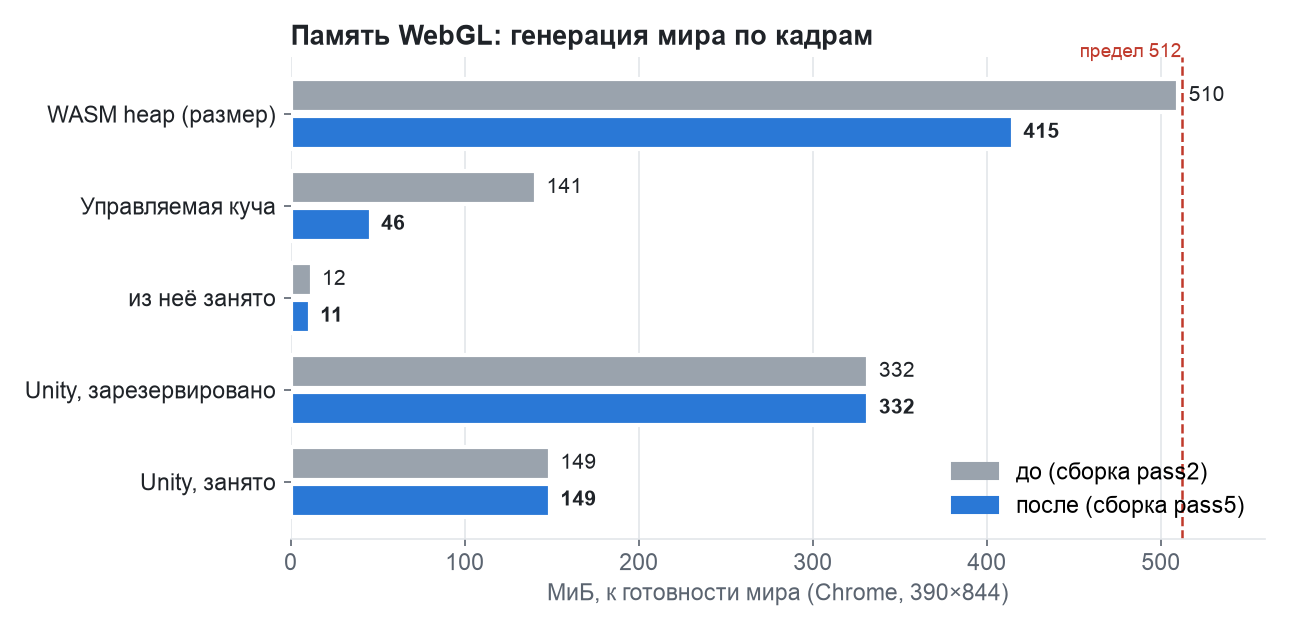 Память WebGL: генерация мира по кадрам
предел 512
WASM heap (размер)
510
415
Управляемая куча
141
46
из неё занято
12
11
Unity, зарезервировано
332
332
Unity, занято
149
149
до (сборка pass2)
после (сборка pass5)
0 100 200 300 400 500
МиБ, к готовности мира (Chrome, 390×844)